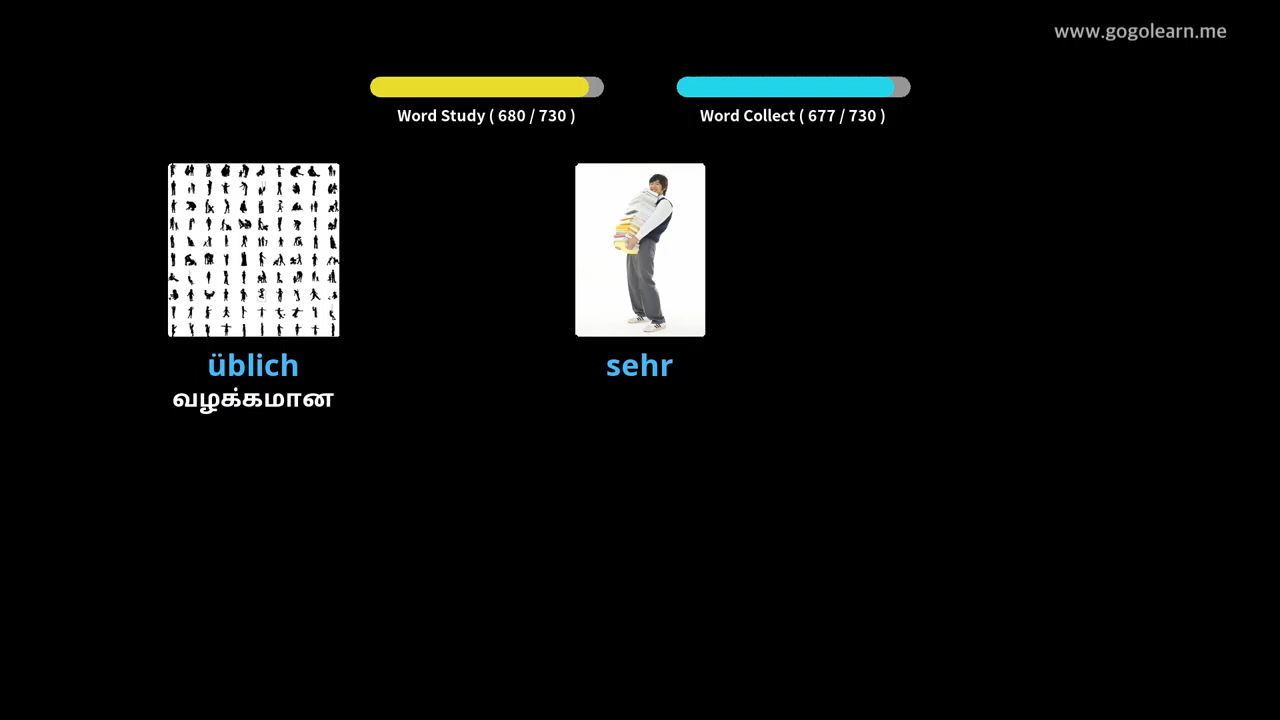 www.gogolearn.me
Word Study ( 680 / 730 )
Word Collect ( 677 / 730 )
üblich
வழக்கமான
sehr